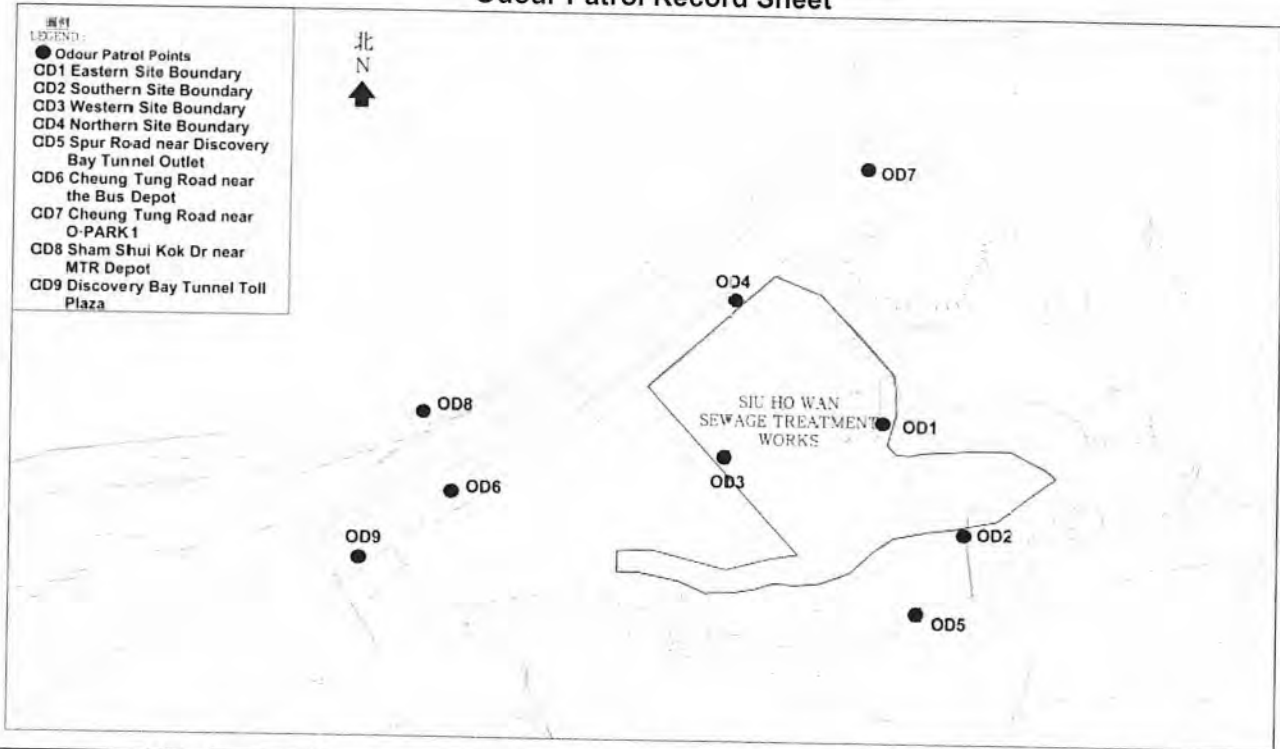 Odour Patrol Record Sheet
圖例
LEGEND:
Odour Patrol Points
OD1 Eastern Site Boundary
OD2 Southern Site Boundary
OD3 Western Site Boundary
OD4 Northern Site Boundary
OD5 Spur Road near Discovery
Bay Tunnel Outlet
OD6 Cheung Tung Road near
the Bus Depot
OD7 Cheung Tung Road near
O-PARK1
OD8 Sham Shui Kok Dr near
MTR Depot
OD9 Discovery Bay Tunnel Toll
Plaza
北
N
OD7
OD4
OD8
SIU HO WAN
SEWAGE TREATMENT
WORKS
OD1
OD3
OD6
OD9
OD2
OD5